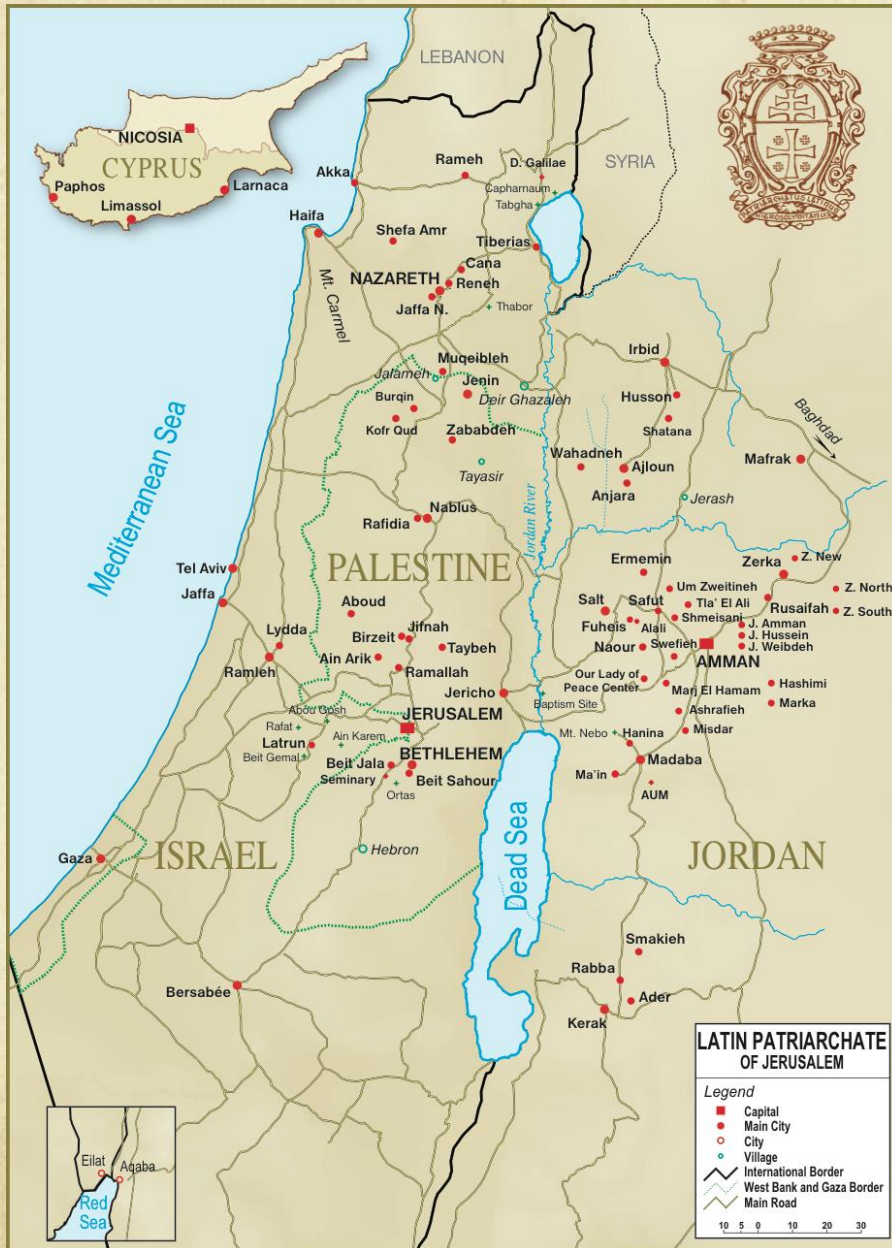 LEBANON
SYRIA
NICOSIA
CYPRUS
Paphos
Larnaca
Limassol
PATRIARCHATUS LATINUS
HIEROSOLYMITANUS
Akka
Rameh
D. Galilae
Capharnaum
Tabgha
Haifa
Shefa Amr
Tiberias
Cana
NAZARETH
Reneh
Jaffa N.
Thabor
Mt. Carmel
Muqeibleh
Jalameh
Jenin
Deir Ghazaleh
Burqin
Kofr Qud
Zababdeh
Tayasir
Irbid
Husson
Shatana
Baghdad
Wahadneh
Ajloun
Anjara
Mafrak
Jerash
Mediterranean Sea
Jordan River
Nablus
Rafidia
PALESTINE
Tel Aviv
Jaffa
Ermemin
Zerka
Z. New
Um Zweitineh
Z. North
Salt
Safut
Tla' El Ali
Rusaifah
Z. South
Aboud
Fuheis
Alali
Shmeisani
J. Amman
J. Hussein
J. Weibdeh
Lydda
Birzeit
Jifnah
Taybeh
Naour
Swefieh
AMMAN
Ramleh
Ain Arik
Ramallah
Our Lady of
Peace Center
Jericho
Marj El Hamam
Hashimi
Baptism Site
Marka
Abou Gosh
JERUSALEM
Ashrafieh
Rafat
Ain Karem
Mt. Nebo
Hanina
Misdar
Latrun
Beit Gemal
BETHLEHEM
Beit Jala
Seminary
Beit Sahour
Ortas
Madaba
Ma'in
AUM
Gaza
ISRAEL
Hebron
Dead Sea
JORDAN
Smakieh
Rabba
Ader
Kerak
Bersabée
Eilat
Aqaba
Red
Sea
LATIN PATRIARCHATE
OF JERUSALEM
Legend
Capital
Main City
City
Village
International Border
West Bank and Gaza Border
Main Road
10 5 0 10 20 30